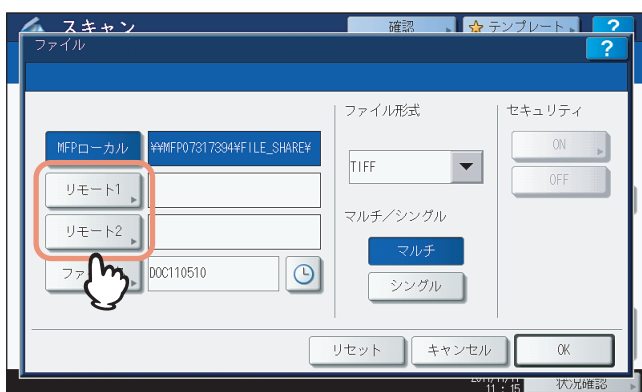 スキャン
確認
テンプレート
?
ファイル
?
ファイル形式
セキュリティ
MFPローカル
¥¥MFP07317394¥FILE_SHARE¥
ON
TIFF
OFF
リモート1
リモート2
マルチ/シングル
マルチ
ファ
DOC110510
シングル
リセット
キャンセル
OK
11:15
状況確認